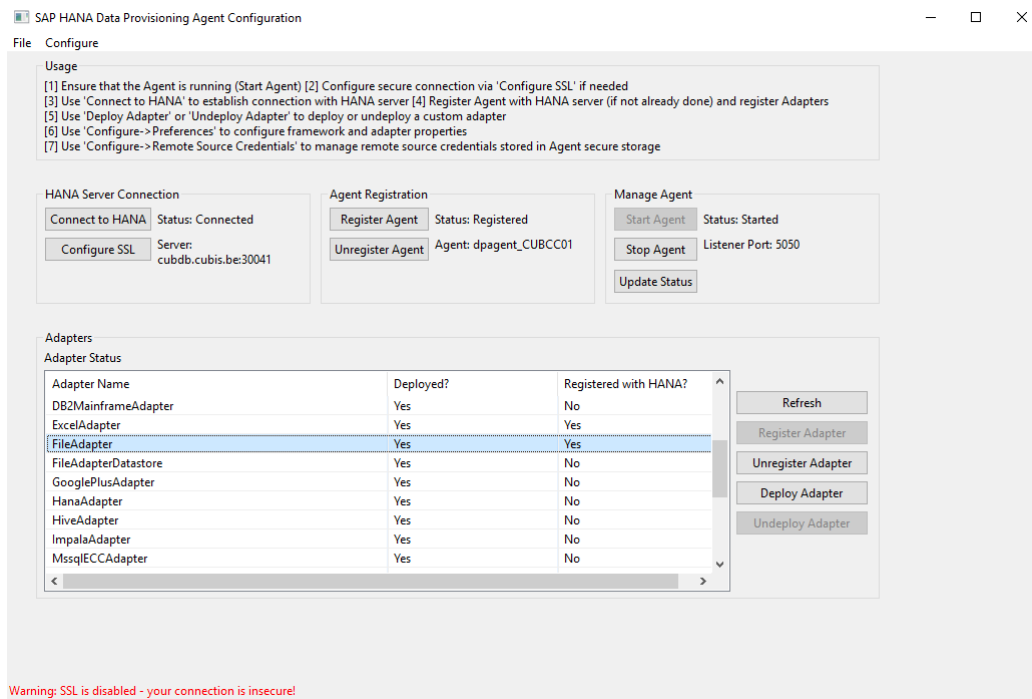 SAP HANA Data Provisioning Agent Configuration
File Configure
Usage
[1] Ensure that the Agent is running (Start Agent) [2] Configure secure connection via 'Configure SSL' if needed
[3] Use 'Connect to HANA' to establish connection with HANA server [4] Register Agent with HANA server (if not already done) and register Adapters
[5] Use 'Deploy Adapter' or 'Undeploy Adapter' to deploy or undeploy a custom adapter
[6] Use 'Configure->Preferences' to configure framework and adapter properties
[7] Use 'Configure->Remote Source Credentials' to manage remote source credentials stored in Agent secure storage
HANA Server Connection
Connect to HANA Status: Connected
Configure SSL Server:
cubdb.cubis.be:30041
Agent Registration
Register Agent Status: Registered
Unregister Agent Agent: dpagent_CUBCC01
Manage Agent
Start Agent Status: Started
Stop Agent Listener Port: 5050
Update Status
Adapters
Adapter Status
Adapter Name Deployed? Registered with HANA?
DB2MainframeAdapter Yes No
ExcelAdapter Yes Yes
FileAdapter Yes Yes
FileAdapterDatastore Yes No
GooglePlusAdapter Yes No
HanaAdapter Yes No
HiveAdapter Yes No
ImpalaAdapter Yes No
MssqlECCAdapter Yes No
Refresh
Register Adapter
Unregister Adapter
Deploy Adapter
Undeploy Adapter
Warning: SSL is disabled - your connection is insecure!